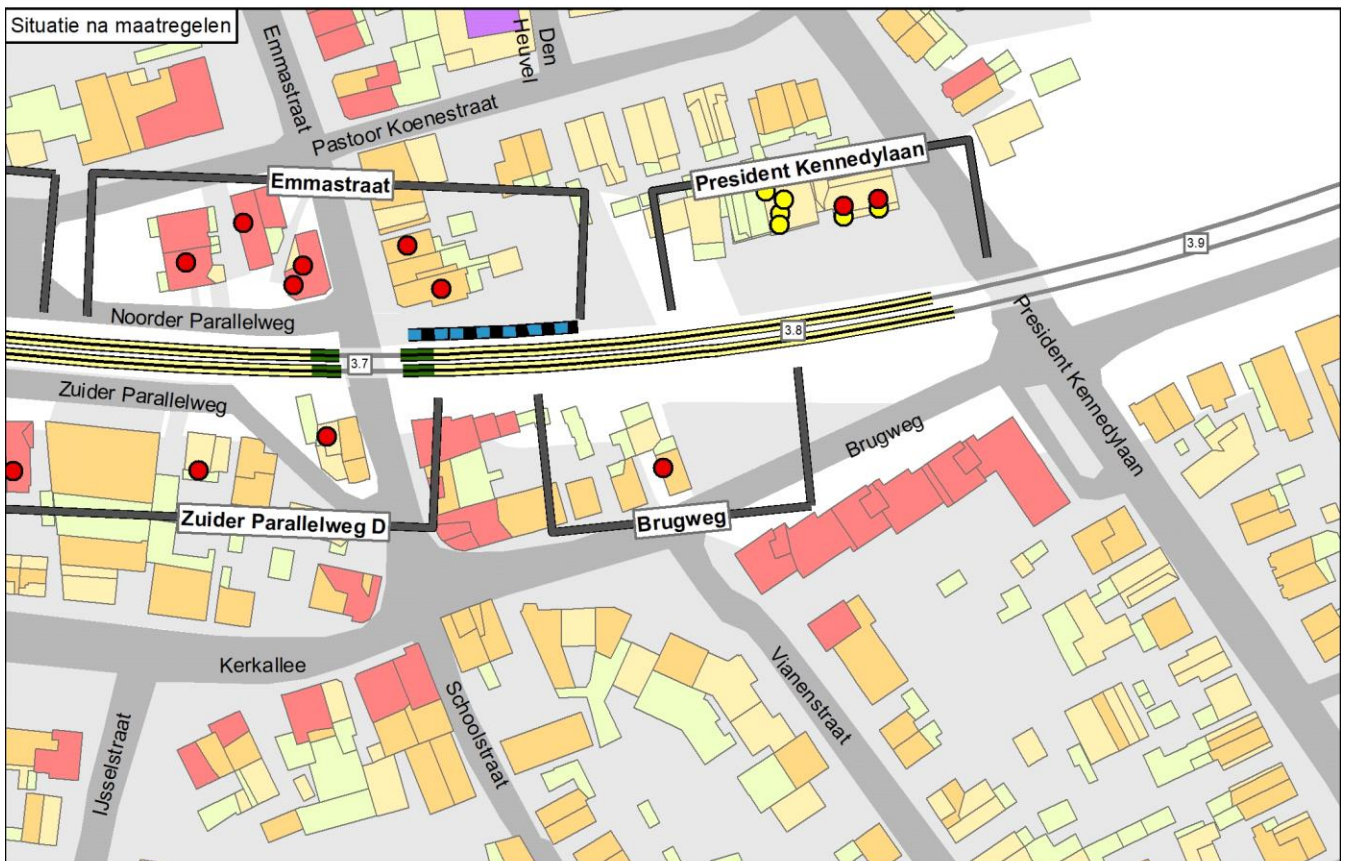 Situatie na maatregelen
Emmastraat
Den
Heuvel
Pastoor Koenestraat
Emmastraat
President Kennedylaan
Noorder Parallelweg
3.9
3.8
3.7
President Kennedylaan
Zuider Parallelweg
Brugweg
Zuider Parallelweg D
Brugweg
Kerkallee
Vianenstraat
Schoolstraat
IJsselstraat